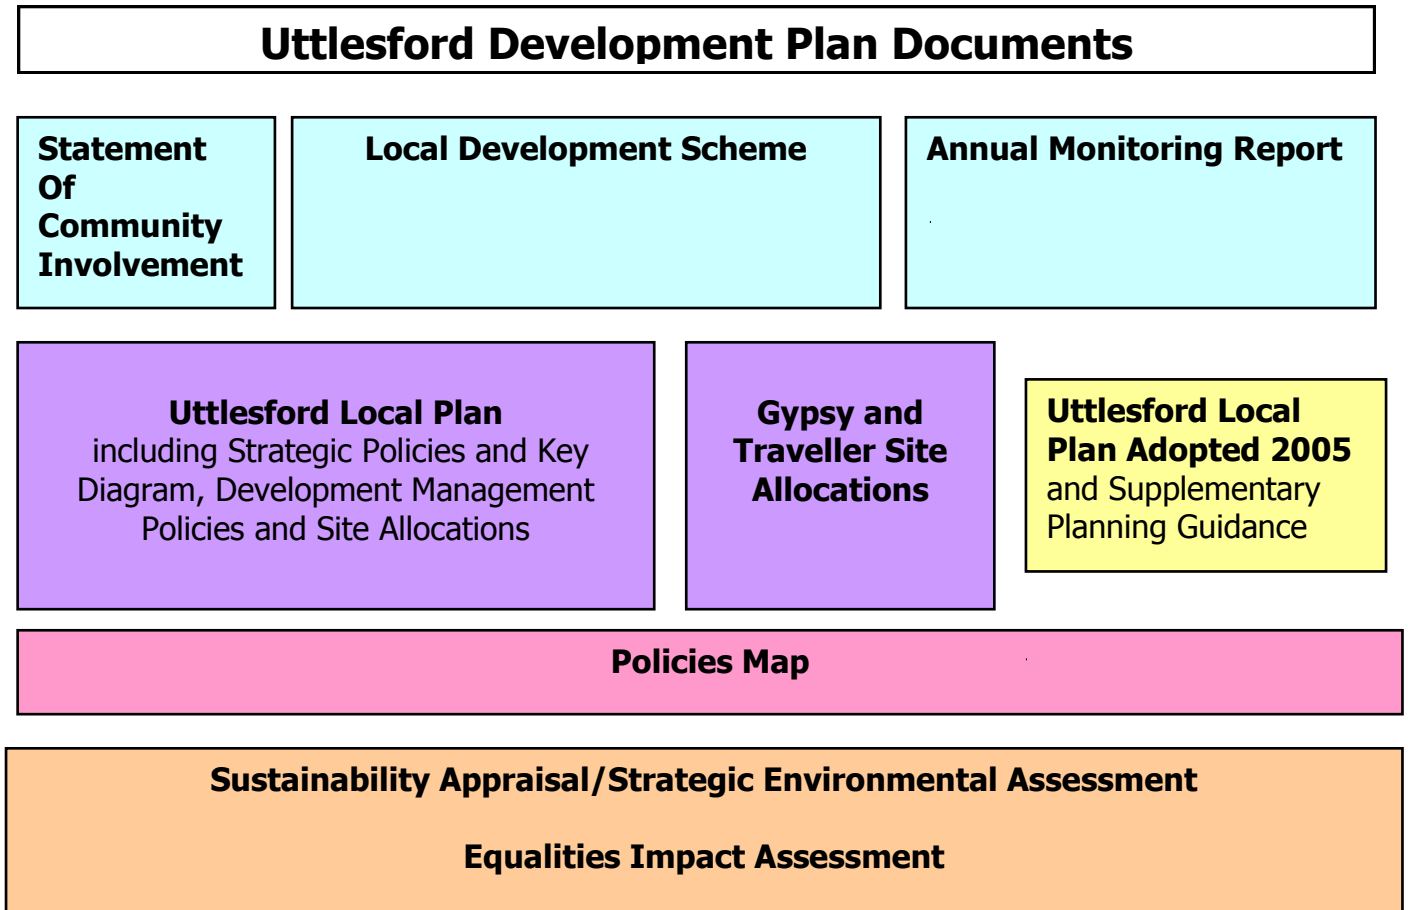 Uttlesford Development Plan Documents
Statement
Of
Community
Involvement
Local Development Scheme
Annual Monitoring Report
Uttlesford Local Plan
including Strategic Policies and Key
Diagram, Development Management
Policies and Site Allocations
Gypsy and
Traveller Site
Allocations
Uttlesford Local
Plan Adopted 2005
and Supplementary
Planning Guidance
Policies Map
Sustainability Appraisal/Strategic Environmental Assessment
Equalities Impact Assessment